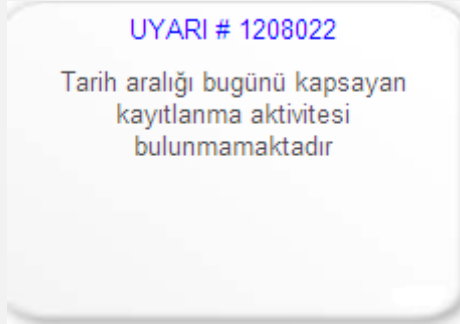 UYARI # 1208022
Tarih aralığı bugünü kapsayan
kayıtlanma aktivitesi
bulunmamaktadır